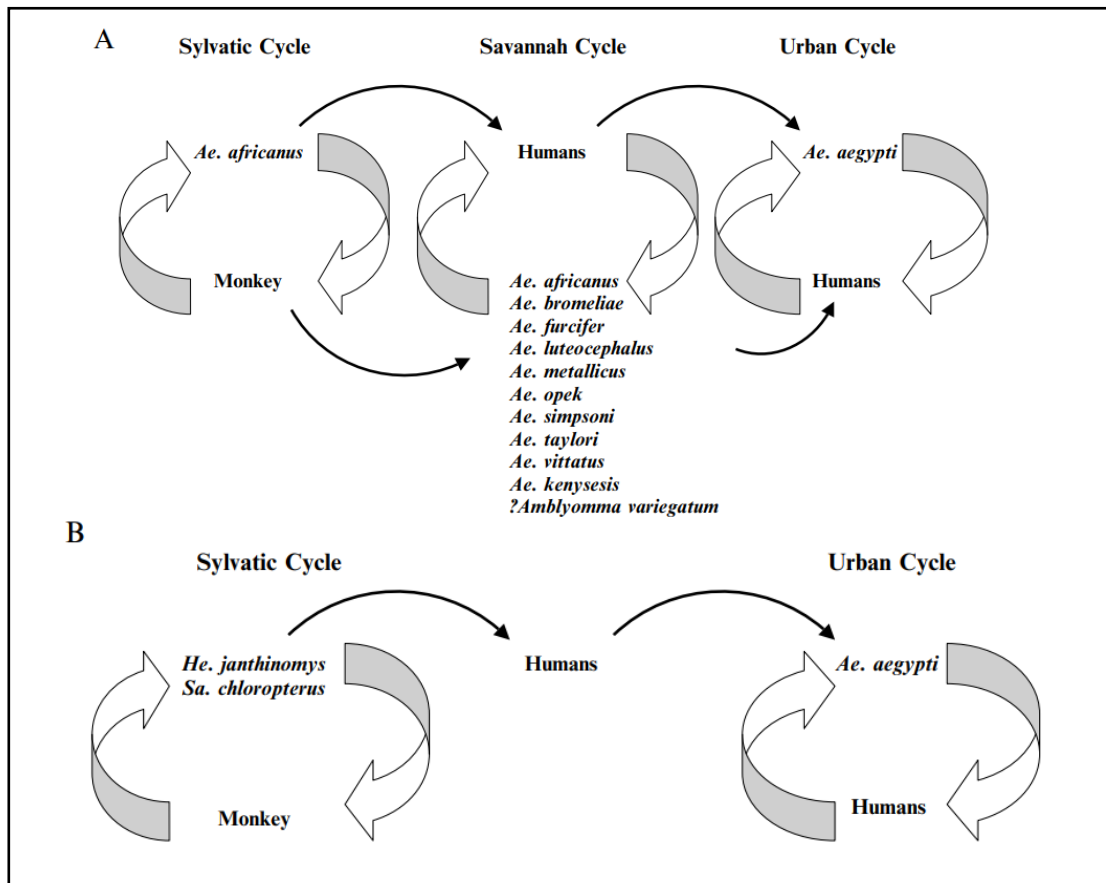 A
Sylvatic Cycle Savannah Cycle Urban Cycle
Ae. africanus Humans Ae. aegypti
Monkey Ae. africanus Humans
Ae. bromeliae
Ae. furcifer
Ae. luteocephalus
Ae. metallicus
Ae. opek
Ae. simpsoni
Ae. taylori
Ae. vittatus
Ae. kenysesis
?Amblyomma variegatum
B
Sylvatic Cycle Urban Cycle
He. janthinomys Humans Ae. aegypti
Sa. chloropterus
Monkey Humans